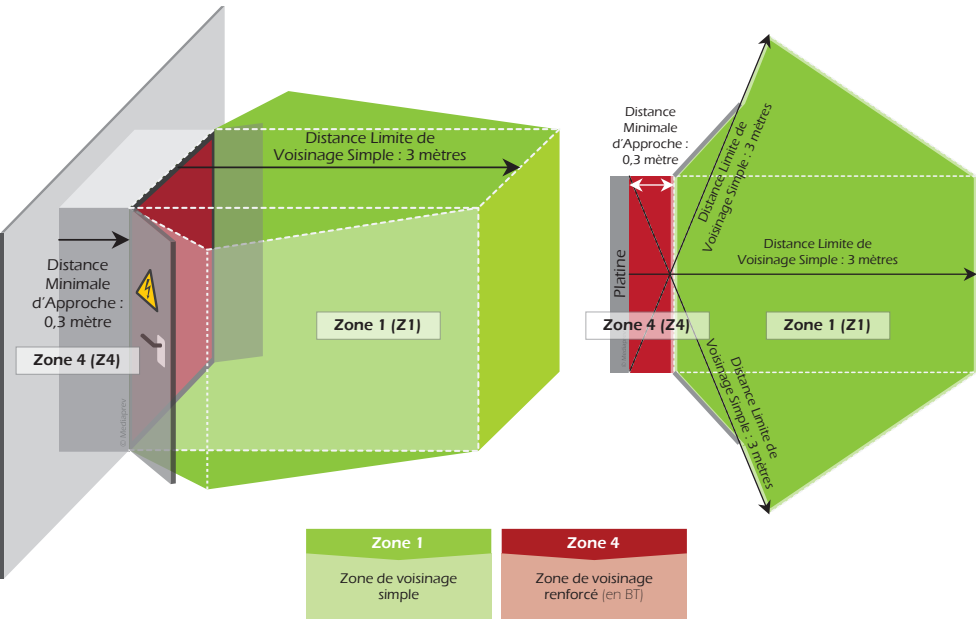 Distance Limite de
Voisinage Simple : 3 mètres
Distance
Minimale
d'Approche :
0,3 mètre
Zone 4 (Z4)
Zone 1 (Z1)
© Mediaprev
Distance
Minimale
d'Approche :
0,3 mètre
Distance Limite de
Voisinage Simple : 3 mètres
Distance Limite de
Voisinage Simple : 3 mètres
Platine
Zone 4 (Z4)
Zone 1 (Z1)
Distance Limite de
Voisinage Simple : 3 mètres
Zone 1
Zone de voisinage
simple
Zone 4
Zone de voisinage
renforcé (en BT)